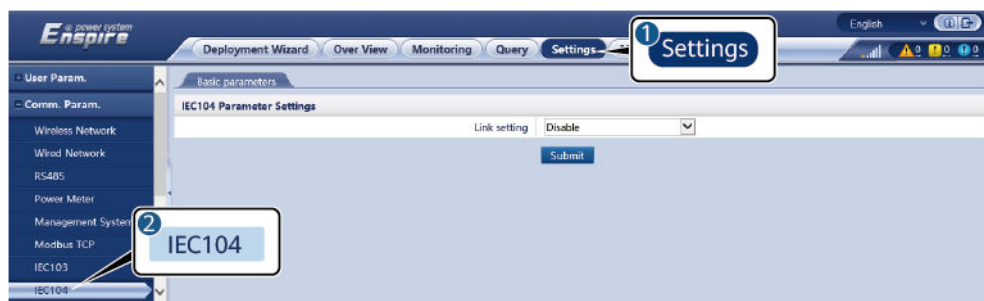 Enspire
e power system
English
Deployment Wizard
Over View
Monitoring
Query
Settings
1
Settings
User Param.
Basic parameters
Comm. Param.
IEC104 Parameter Settings
Wireless Network
Link setting
Disable
Wired Network
Submit
RS485
Power Meter
Management System
2
IEC104
Modbus TCP
IEC103
IEC104